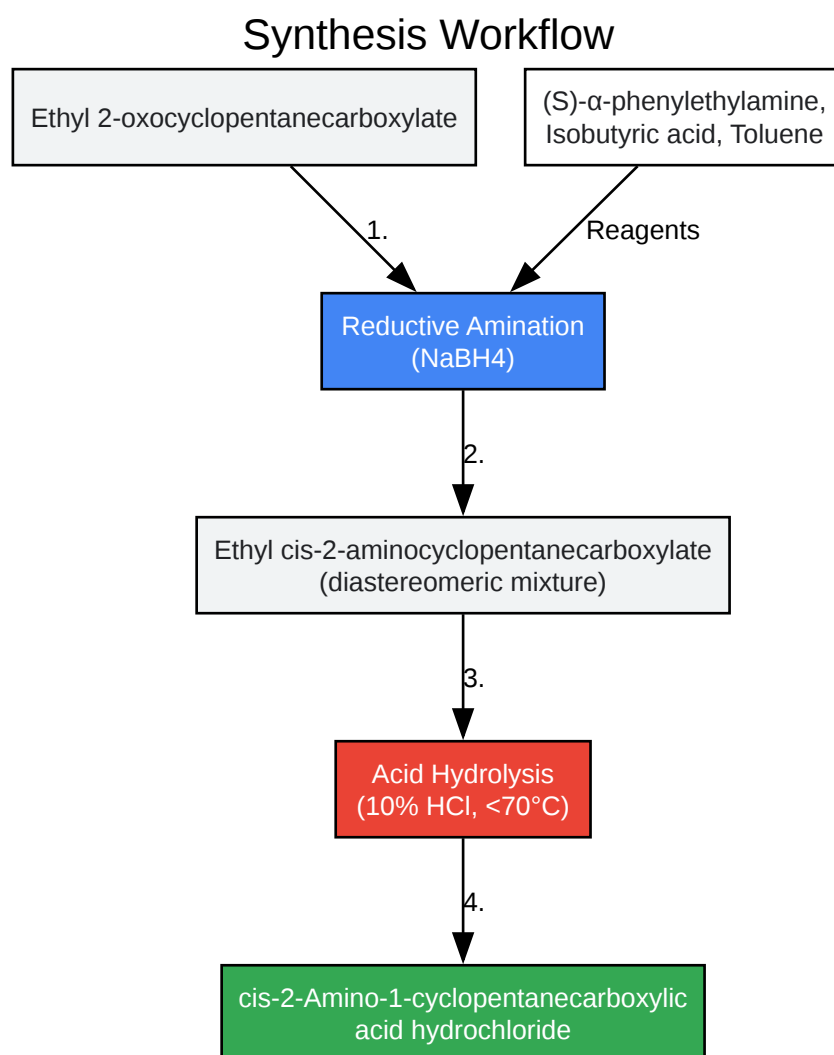 Synthesis Workflow
Ethyl 2-oxocyclopentanecarboxylate
(S)-α-phenylethylamine,
Isobutyric acid, Toluene
1.
Reagents
Reductive Amination
(NaBH4)
2.
Ethyl cis-2-aminocyclopentanecarboxylate
(diastereomeric mixture)
3.
Acid Hydrolysis
(10% HCl, <70°C)
4.
cis-2-Amino-1-cyclopentanecarboxylic
acid hydrochloride